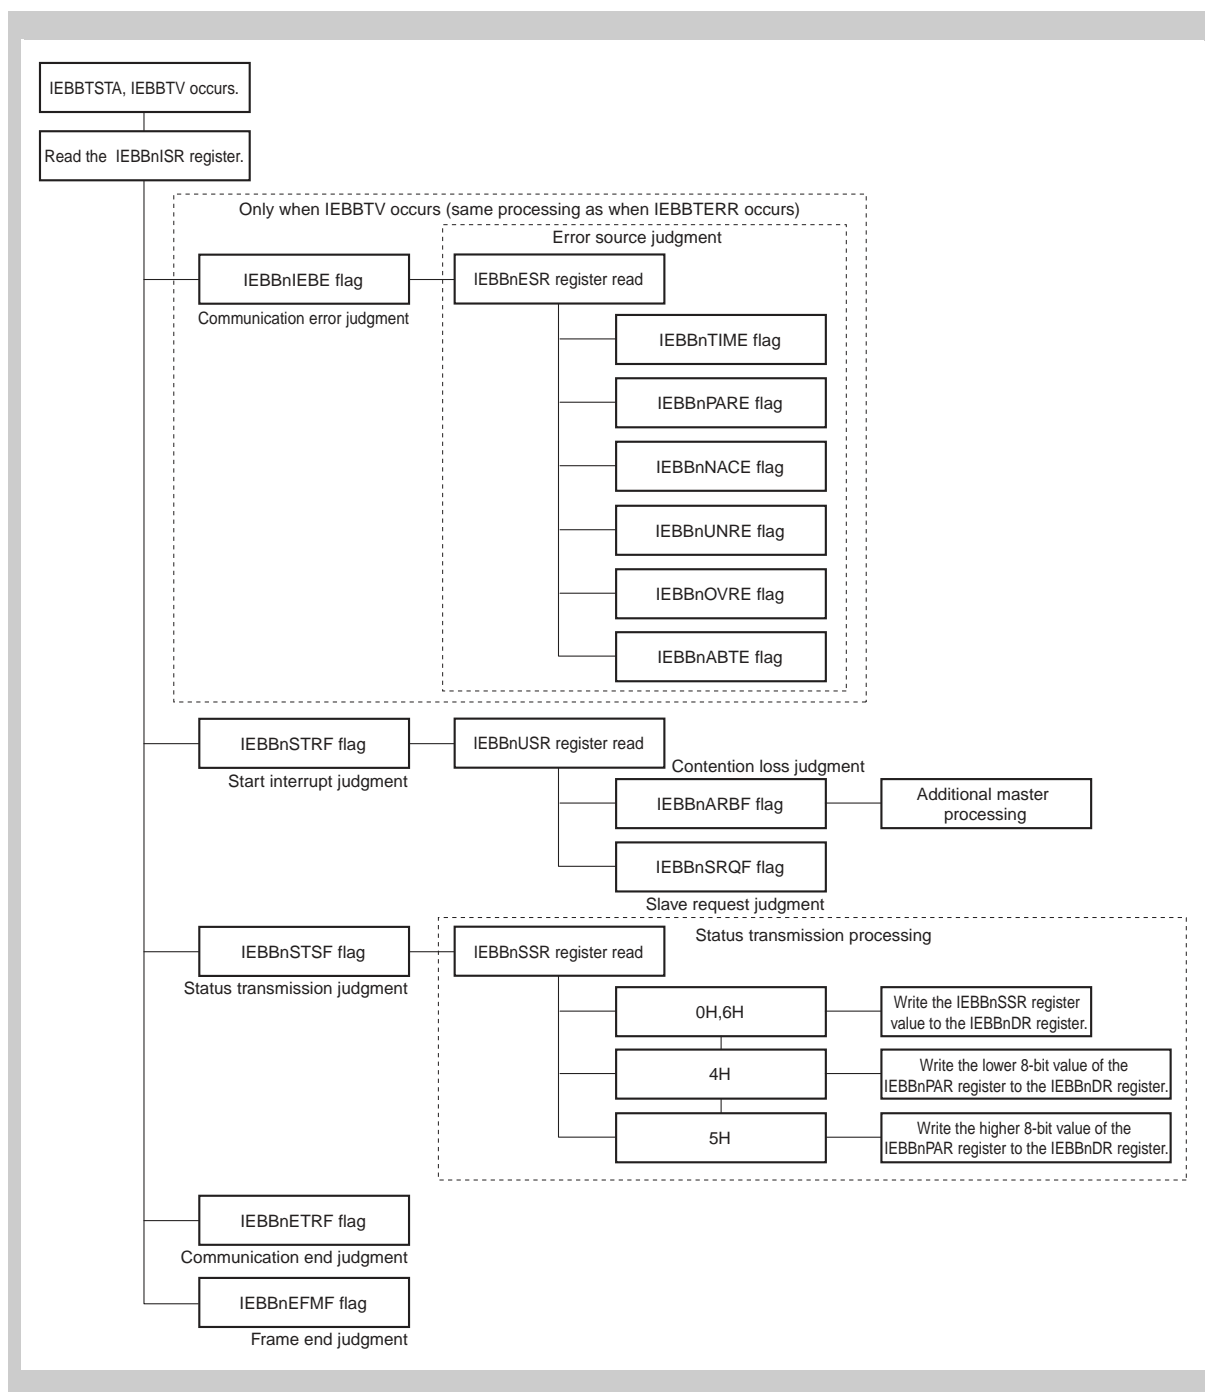 IEBBTSTA, IEBBTV occurs.
Read the IEBBnISR register.
Only when IEBBTV occurs (same processing as when IEBBTERR occurs)
Error source judgment
IEBBnIEBE flag
IEBBnESR register read
Communication error judgment
IEBBnTIME flag
IEBBnPARE flag
IEBBnNACE flag
IEBBnUNRE flag
IEBBnOVRE flag
IEBBnABTE flag
IEBBnSTRF flag
IEBBnUSR register read
Start interrupt judgment
Contention loss judgment
IEBBnARBF flag
Additional master
processing
IEBBnSRQF flag
Slave request judgment
IEBBnSTSF flag
IEBBnSSR register read
Status transmission processing
Status transmission judgment
0H,6H
Write the IEBBnSSR register
value to the IEBBnDR register.
4H
Write the lower 8-bit value of the
IEBBnPAR register to the IEBBnDR register.
5H
Write the higher 8-bit value of the
IEBBnPAR register to the IEBBnDR register.
IEBBnETRF flag
Communication end judgment
IEBBnEFMF flag
Frame end judgment